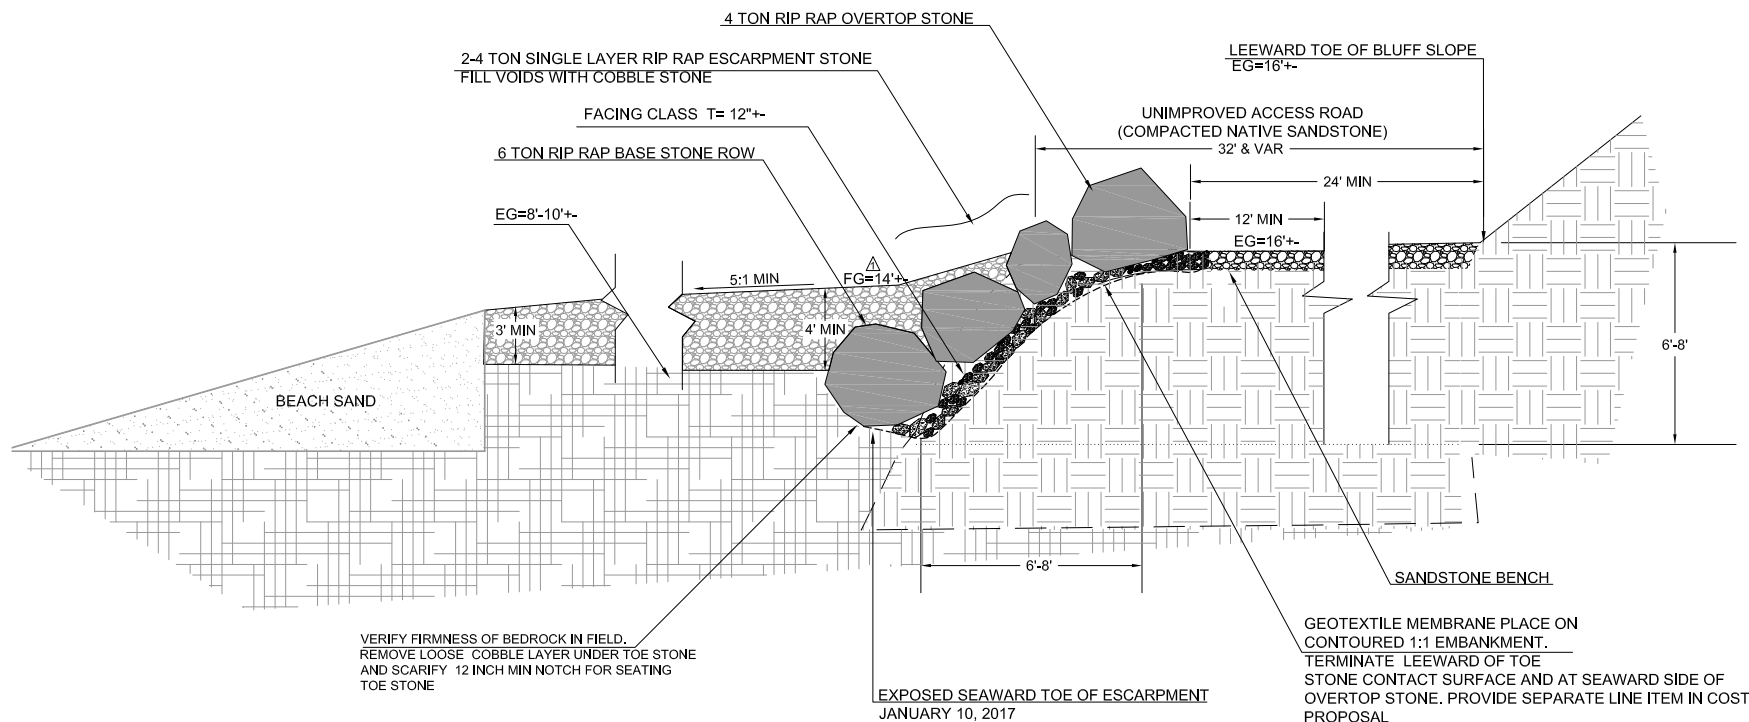 4 TON RIP RAP OVERTOP STONE
2-4 TON SINGLE LAYER RIP RAP ESCARPMENT STONE
FILL VOIDS WITH COBBLE STONE
LEEWARD TOE OF BLUFF SLOPE
EG=16'+-
FACING CLASS T= 12"+-
UNIMPROVED ACCESS ROAD
(COMPACTED NATIVE SANDSTONE)
32' & VAR
6 TON RIP RAP BASE STONE ROW
24' MIN
EG=8'-10'+-
12' MIN
EG=16'+-
1
5:1 MIN
FG=14'+-
3' MIN
4' MIN
6'-8'
BEACH SAND
6'-8'
SANDSTONE BENCH
VERIFY FIRMNESS OF BEDROCK IN FIELD.
REMOVE LOOSE COBBLE LAYER UNDER TOE STONE
AND SCARIFY 12 INCH MIN NOTCH FOR SEATING
TOE STONE
GEOTEXTILE MEMBRANE PLACE ON
CONTOURED 1:1 EMBANKMENT.
TERMINATE LEEWARD OF TOE
STONE CONTACT SURFACE AND AT SEAWARD SIDE OF
OVERTOP STONE. PROVIDE SEPARATE LINE ITEM IN COST
PROPOSAL
EXPOSED SEAWARD TOE OF ESCARPMENT
JANUARY 10, 2017